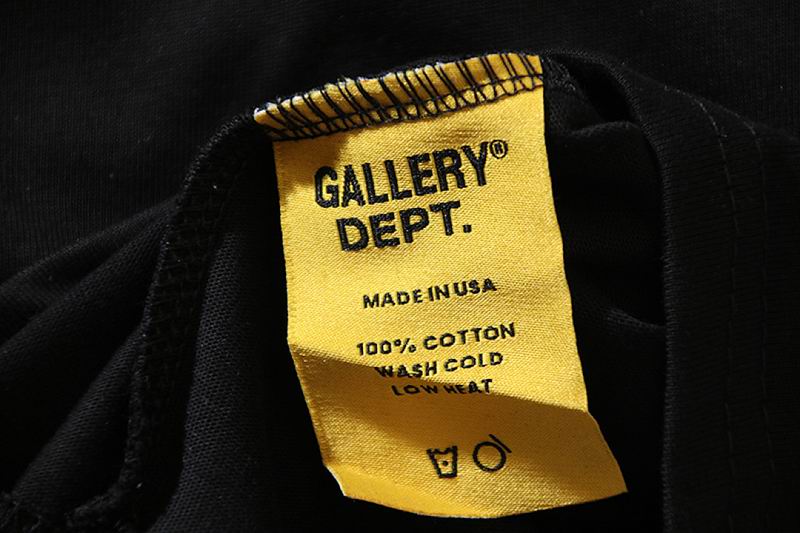 GALLERY®
DEPT.
MADE IN USA
100% COTTON
WASH COLD
LOW HEAT